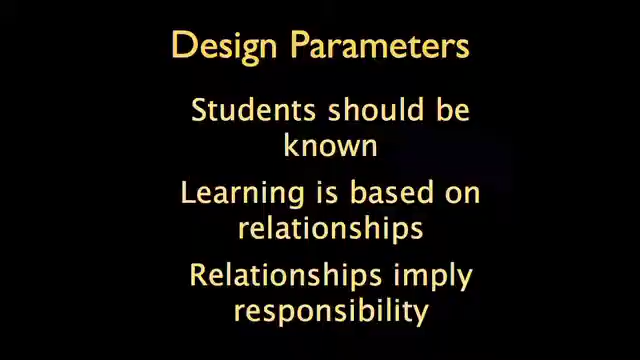 Design Parameters
Students should be
known
Learning is based on
relationships
Relationships imply
responsibility